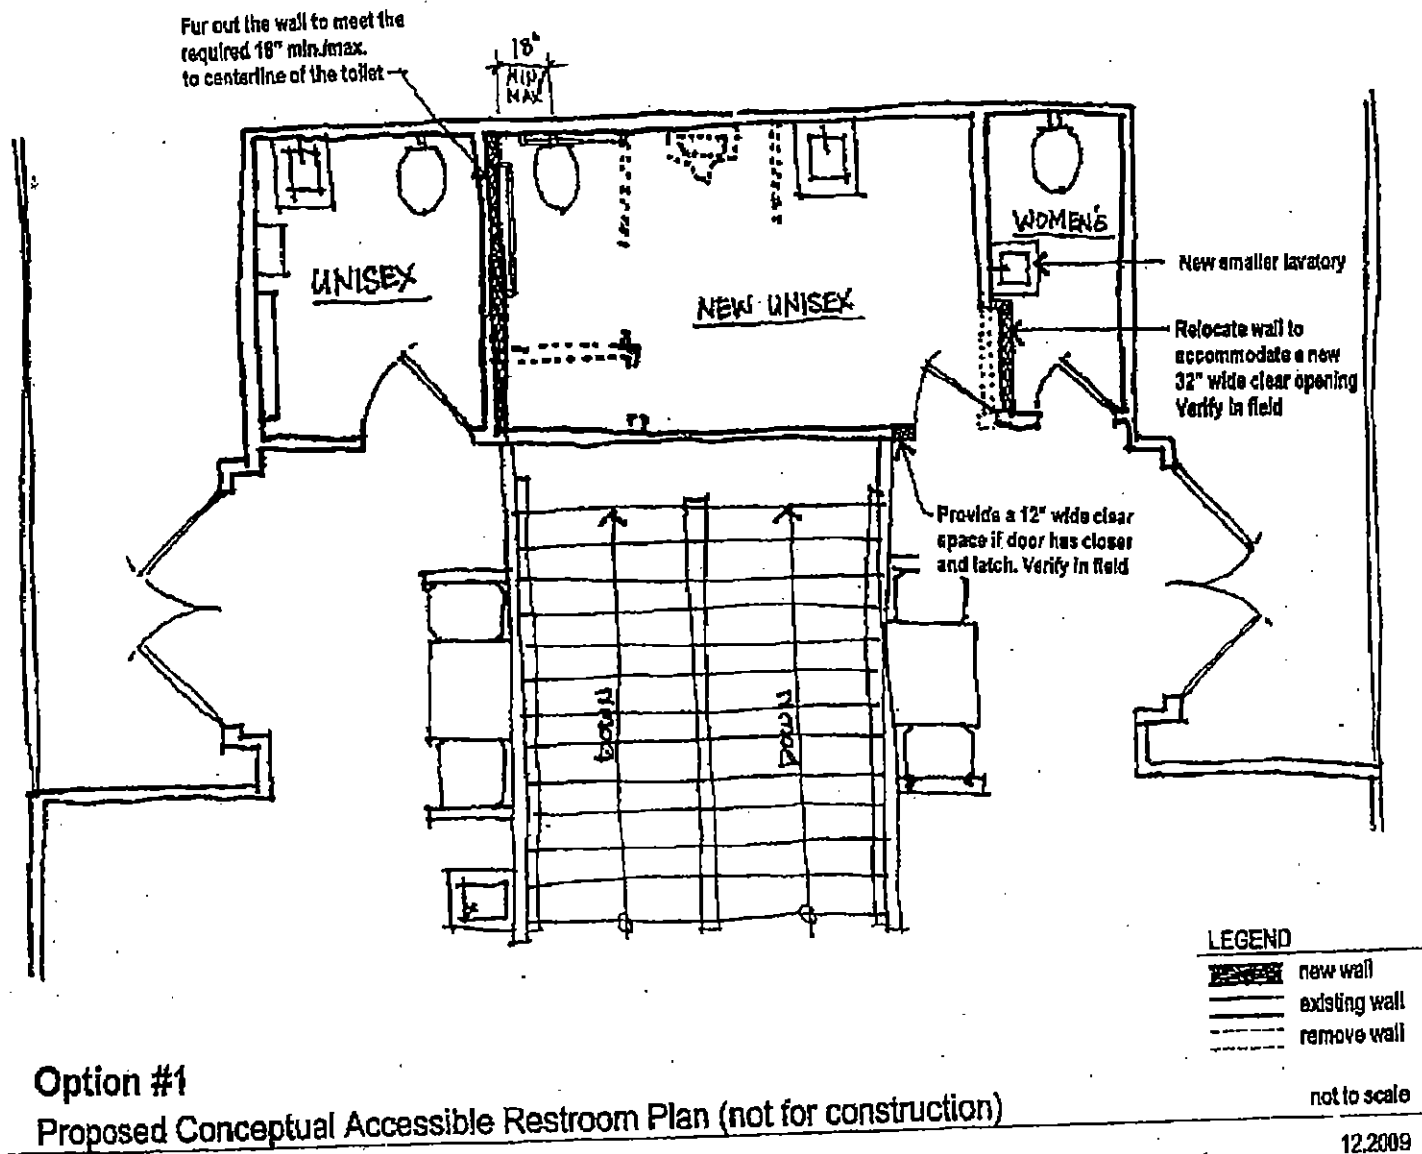 Fur out the wall to meet the
required 18" min./max.
to centerline of the toilet
18"
MIN
MAX
UNISEX
NEW UNISEX
WOMEN'S
New smaller lavatory
Relocate wall to
accommodate a new
32" wide clear opening
Verify in field
Provide a 12" wide clear
space if door has closer
and latch. Verify in field
DOWN
DOWN
LEGEND
new wall
existing wall
remove wall
Option #1
Proposed Conceptual Accessible Restroom Plan (not for construction)
not to scale
12.2009